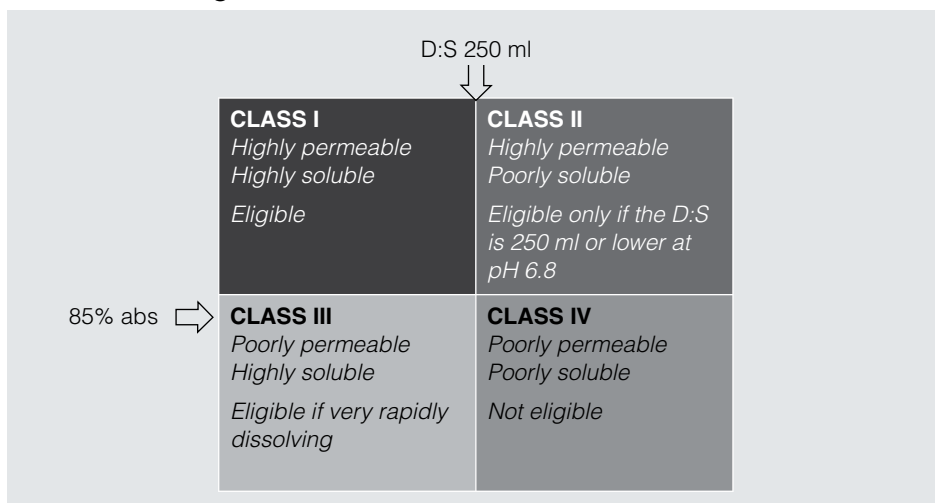 D:S 250 ml
CLASS I
Highly permeable
Highly soluble
Eligible
CLASS II
Highly permeable
Poorly soluble
Eligible only if the D:S
is 250 ml or lower at
pH 6.8
85% abs
CLASS III
Poorly permeable
Highly soluble
Eligible if very rapidly
dissolving
CLASS IV
Poorly permeable
Poorly soluble
Not eligible